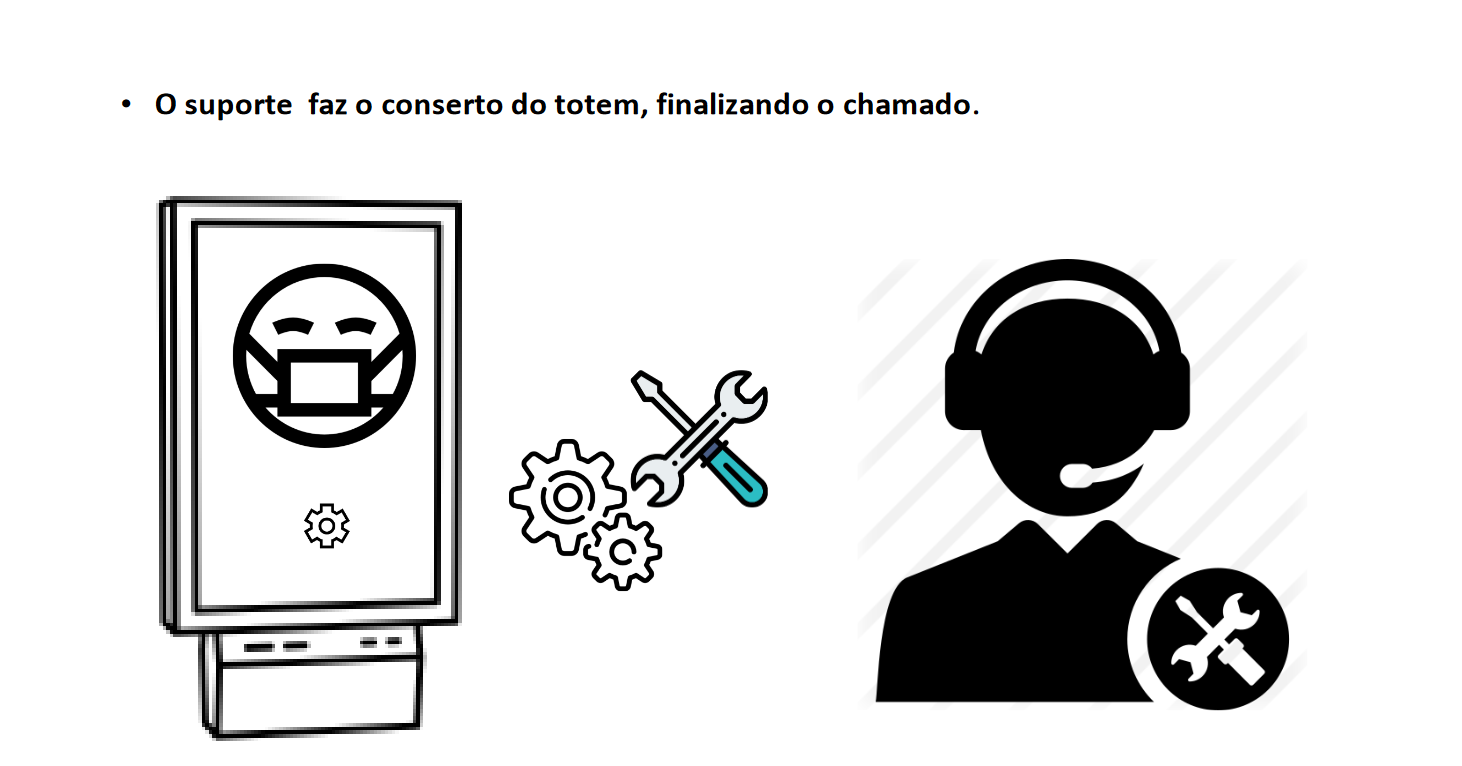 • O suporte  faz o conserto do totem, finalizando o chamado.